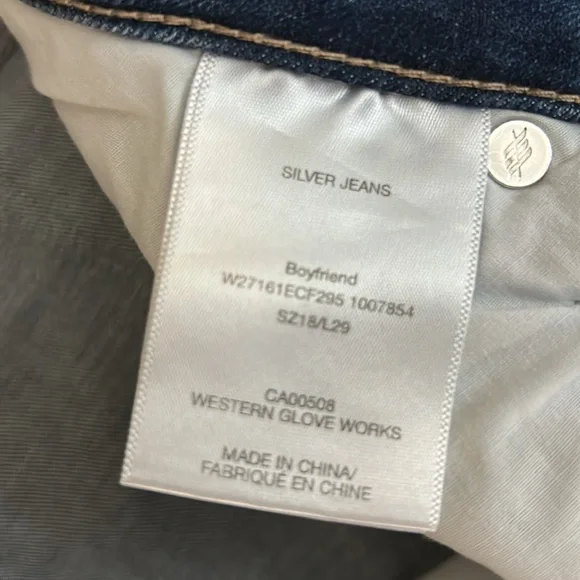 SILVER JEANS
Boyfriend
W27161ECF295 1007854
SZ18/L29
CA00508
WESTERN GLOVE WORKS
MADE IN CHINA/
FABRIQUÉ EN CHINE